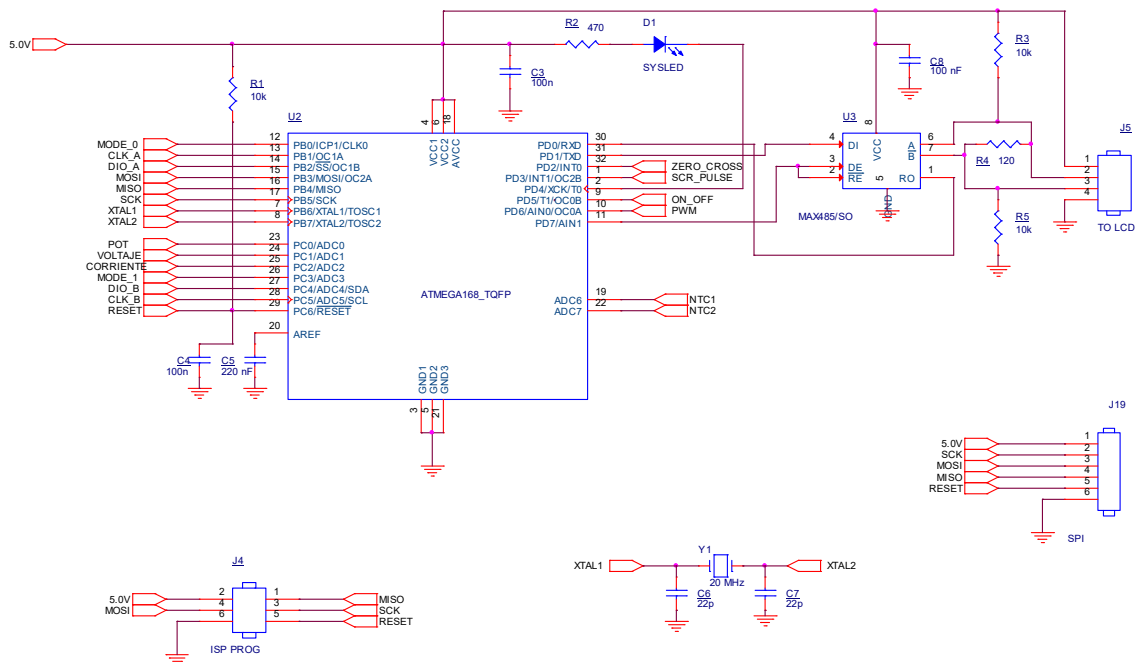 5.0V
R1
10k
R2
470
D1
SYSLED
C3
100n
C8
100 nF
R3
10k
J5
1
2
3
4
TO LCD
R4
120
R5
10k
U3
4
DI
3
DE
2
RE
VCC
8
5
GND
6
A
7
B
1
RO
MAX485/SO
U2
4
6
18
VCC1
VCC2
AVCC
MODE_0
12
PB0/ICP1/CLK0
CLK_A
13
PB1/OC1A
DIO_A
14
PB2/SS/OC1B
MOSI
15
PB3/MOSI/OC2A
MISO
16
PB4/MISO
SCK
17
PB5/SCK
XTAL1
7
PB6/XTAL1/TOSC1
XTAL2
8
PB7/XTAL2/TOSC2
POT
23
PC0/ADC0
VOLTAJE
24
PC1/ADC1
CORRIENTE
25
PC2/ADC2
MODE_1
26
PC3/ADC3
DIO_B
27
PC4/ADC4/SDA
CLK_B
28
PC5/ADC5/SCL
RESET
29
PC6/RESET
20
AREF
PD0/RXD
30
PD1/TXD
31
PD2/INT0
32
ZERO_CROSS
PD3/INT1/OC2B
1
SCR_PULSE
PD4/XCK/T0
2
PD5/T1/OC0B
9
ON_OFF
PD6/AIN0/OC0A
10
PWM
PD7/AIN1
11
ATMEGA168_TQFP
ADC6
19
NTC1
ADC7
22
NTC2
GND1
GND2
GND3
3
5
21
C4
100n
C5
220 nF
J19
5.0V
1
SCK
2
MOSI
3
MISO
4
RESET
5
6
SPI
J4
5.0V
2
1
MISO
MOSI
4
3
SCK
6
5
RESET
ISP PROG
XTAL1
Y1
20 MHz
XTAL2
C6
22p
C7
22p